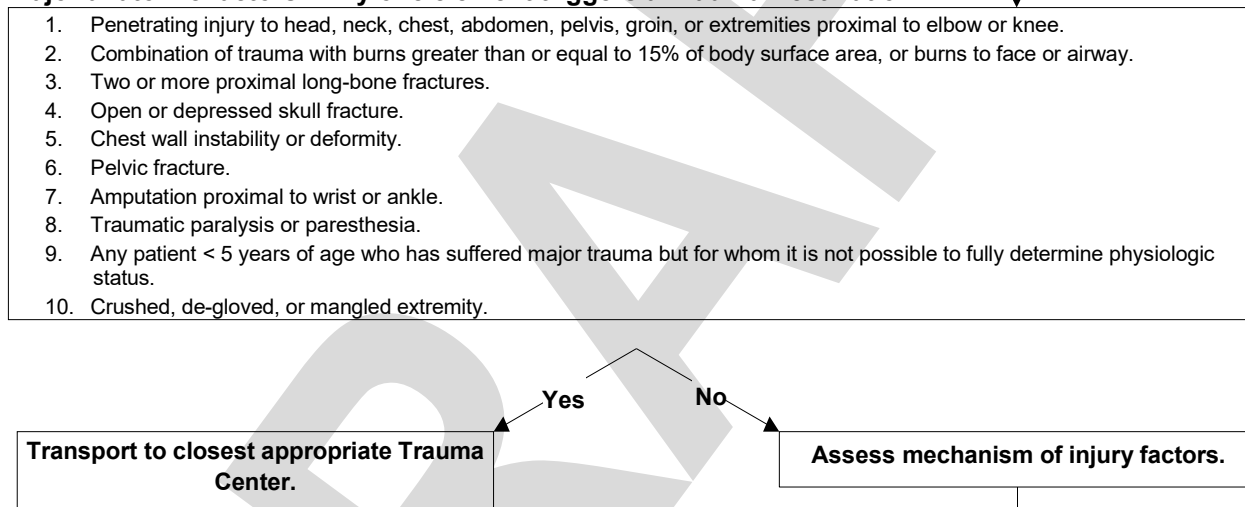 1. Penetrating injury to head, neck, chest, abdomen, pelvis, groin, or extremities proximal to elbow or knee.
2. Combination of trauma with burns greater than or equal to 15% of body surface area, or burns to face or airway.
3. Two or more proximal long-bone fractures.
4. Open or depressed skull fracture.
5. Chest wall instability or deformity.
6. Pelvic fracture.
7. Amputation proximal to wrist or ankle.
8. Traumatic paralysis or paresthesia.
9. Any patient < 5 years of age who has suffered major trauma but for whom it is not possible to fully determine physiologic
status.
10. Crushed, de-gloved, or mangled extremity.
Yes
No
Transport to closest appropriate Trauma
Center.
Assess mechanism of injury factors.